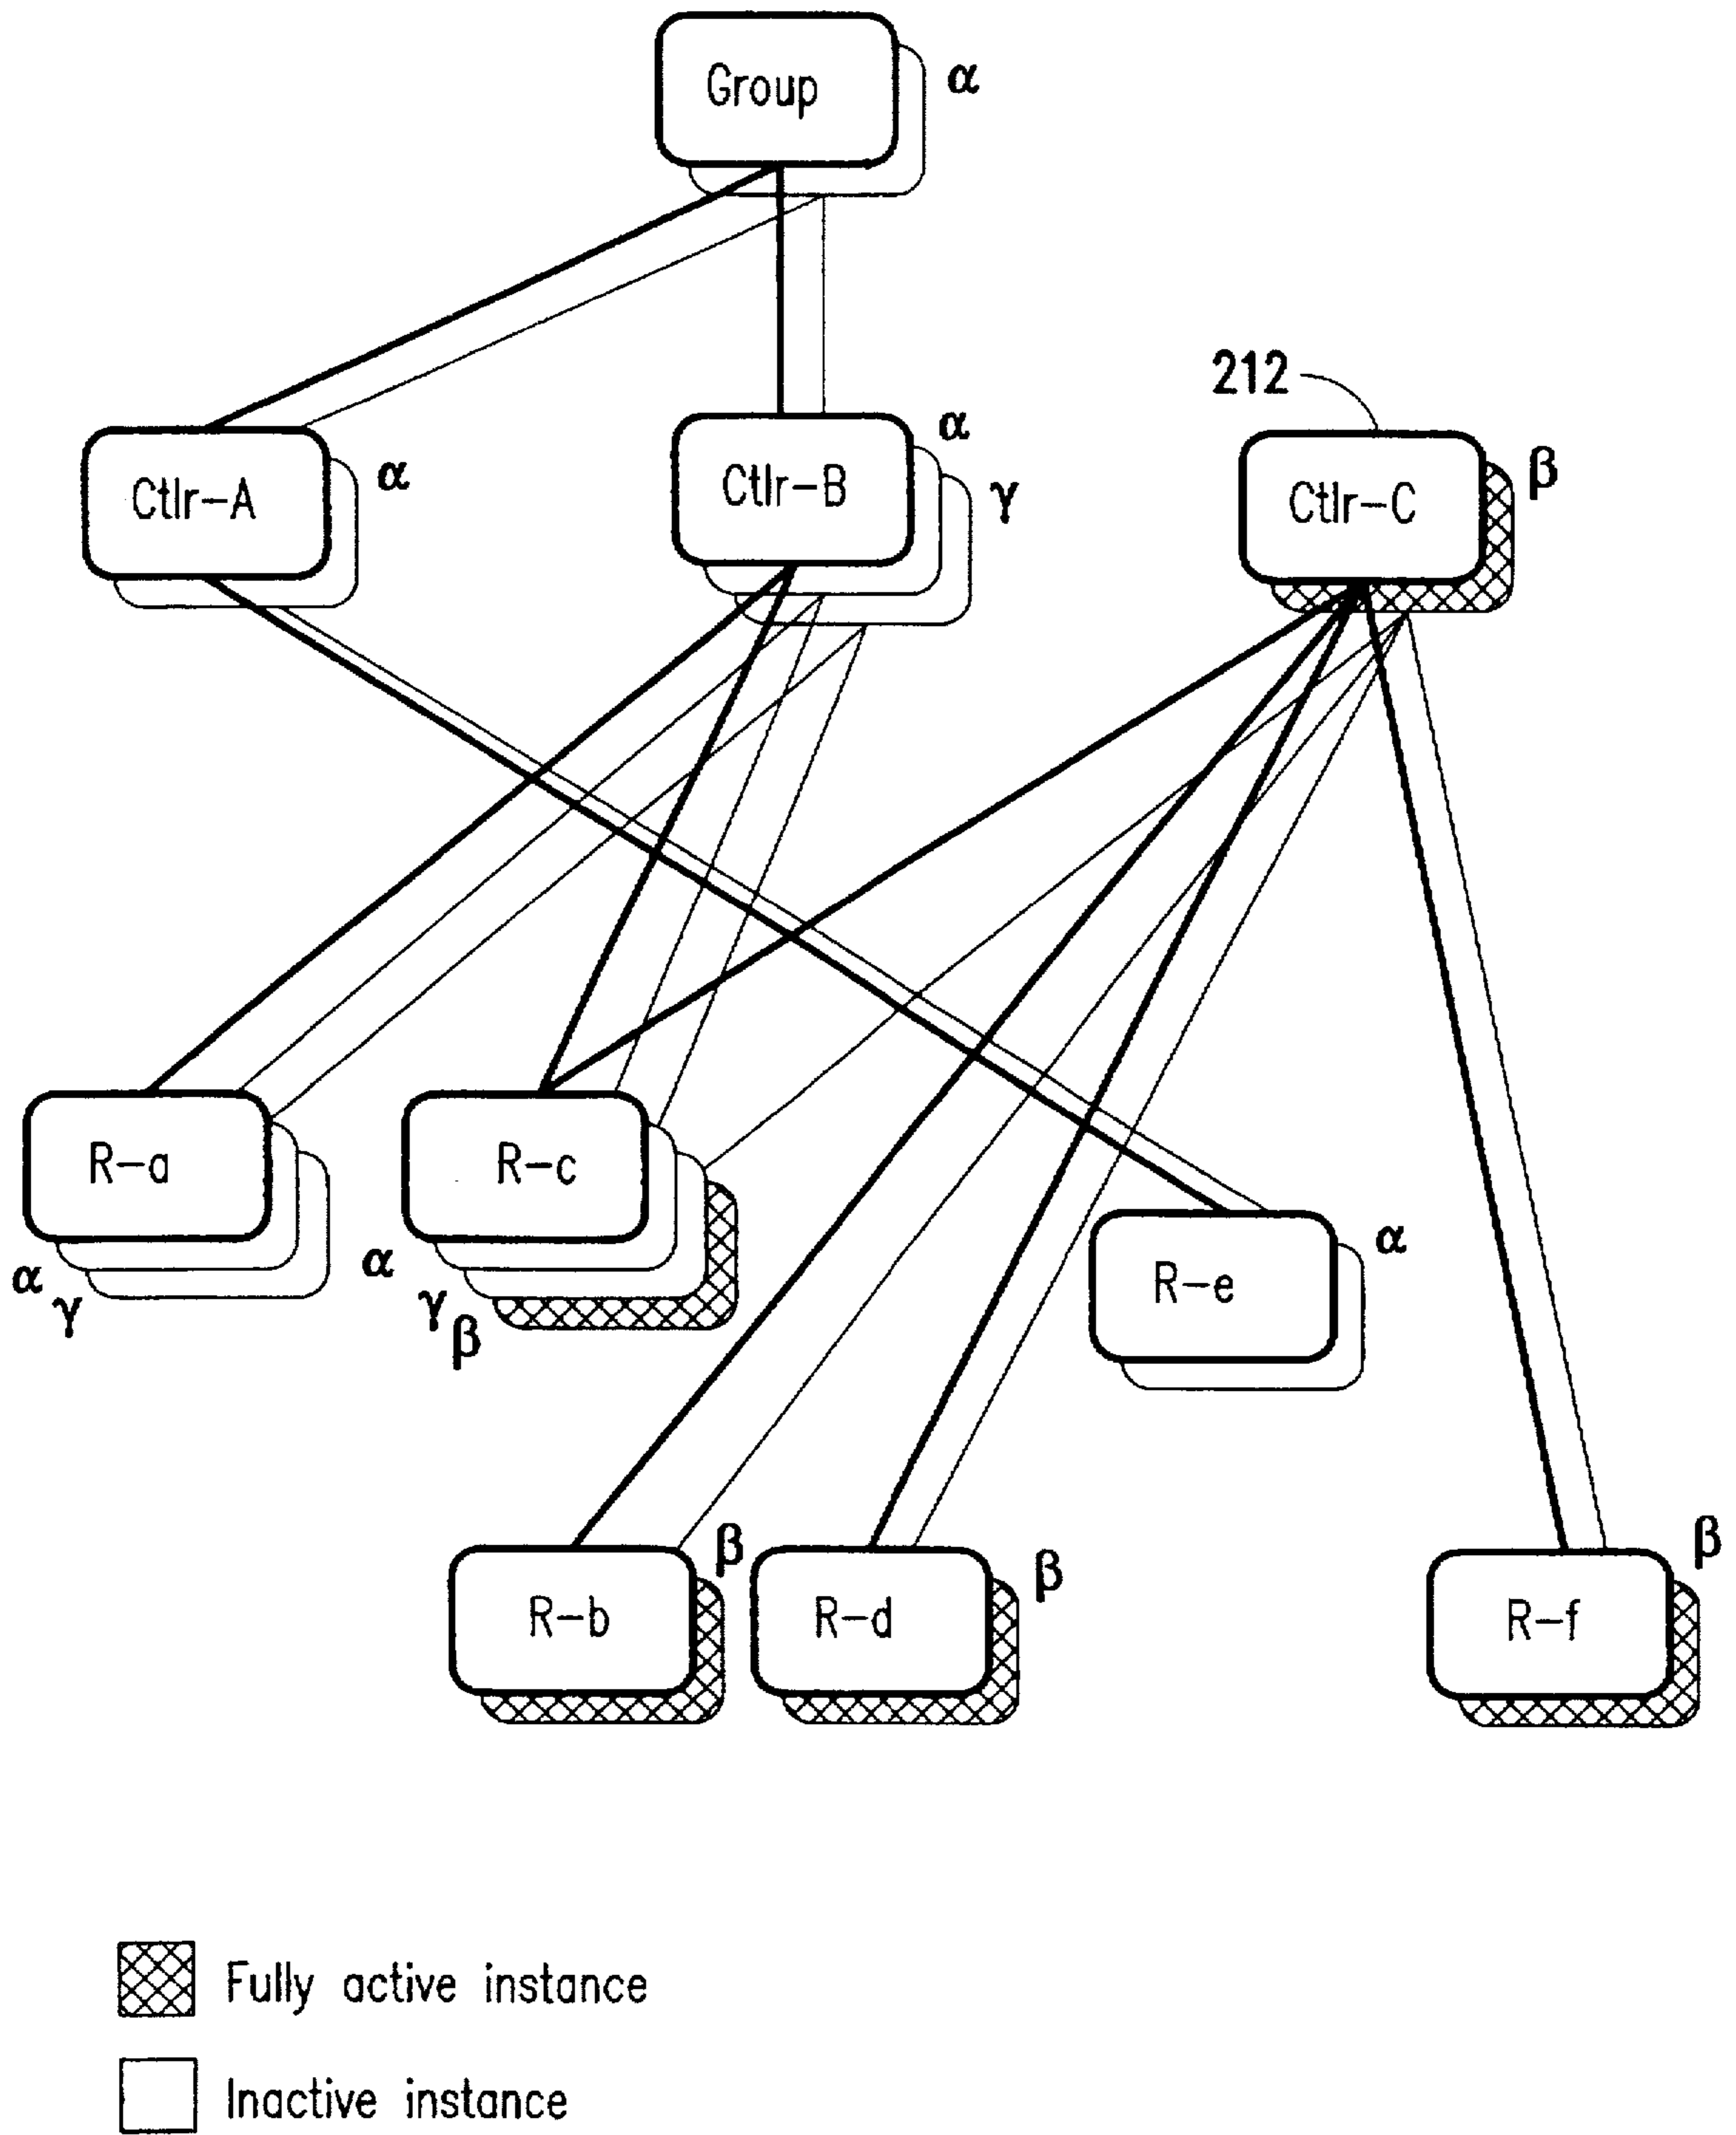 Group
α
212
Ctlr-A
α
Ctlr-B
α
γ
Ctlr-C
β
R-a
α
γ
R-c
α
γ
β
R-e
α
R-b
β
R-d
β
R-f
β
Fully active instance
Inactive instance